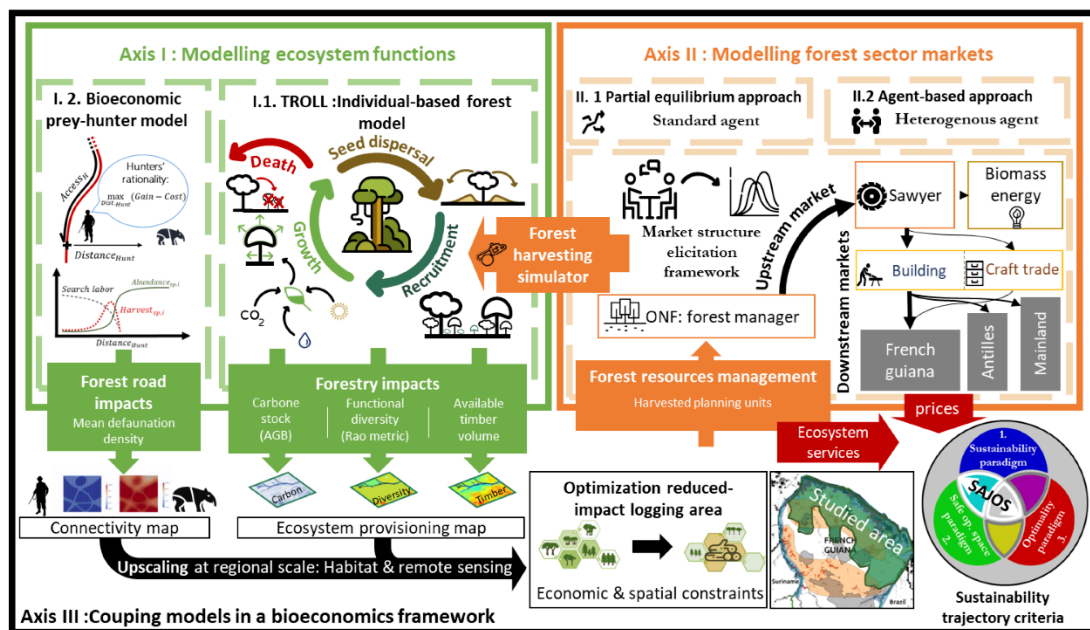 Axis I : Modelling ecosystem functions
I. 2. Bioeconomic
prey-hunter model
Access_H
Hunters'
rationality:
max (Gain − Cost)
Dist.Hunt
Distance_Hunt
Search labor
Abundance_sp,i
Harvest_sp,i
Distance_Hunt
I.1. TROLL :Individual-based forest
model
Death
Seed dispersal
Growth
Recruitment
CO2
Forest road
impacts
Mean defaunation
density
Forestry impacts
Carbone
stock
(AGB)
Functional
diversity
(Rao metric)
Available
timber
volume
Forest
harvesting
simulator
Axis II : Modelling forest sector markets
II. 1 Partial equilibrium approach
Standard agent
II.2 Agent-based approach
Heterogenous agent
Market structure
elicitation
framework
Upstream market
ONF: forest manager
Sawyer
Biomass
energy
Building
Craft trade
Downstream markets
French
guiana
Antilles
Mainland
Forest resources management
Harvested planning units
prices
Ecosystem
services
Carbon
Diversity
Timber
Connectivity map
Ecosystem provisioning map
Upscaling at regional scale: Habitat & remote sensing
Optimization reduced-
impact logging area
Economic & spatial constraints
Studied area
FRENCH
GUIANA
Suriname
Brazil
1.
Sustainability
paradigm
SAJOS
Safe op. space
paradigm
2.
Optimality
paradigm
3.
Sustainability
trajectory criteria
Axis III :Couping models in a bioeconomics framework